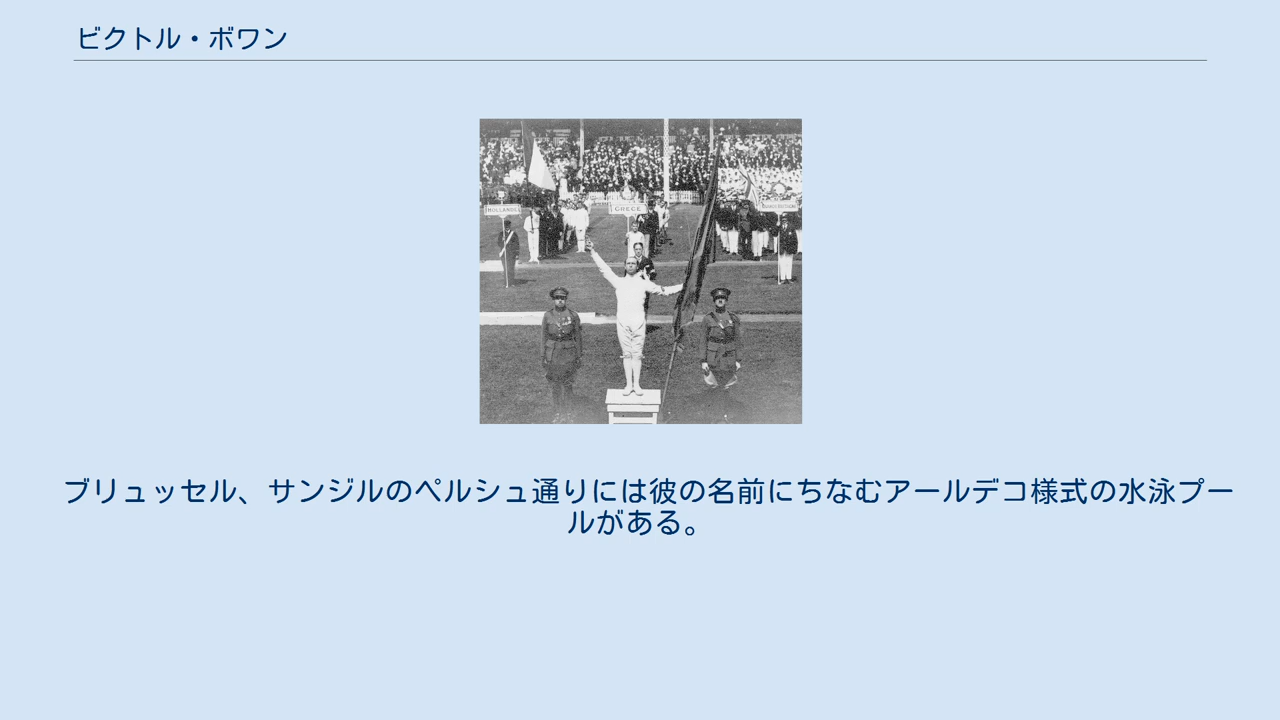 ビクトル・ボワン
HOLLANDE
GRECE
ブリュッセル、サンジルのペルシュ通りには彼の名前にちなむアールデコ様式の水泳プー
ルがある。